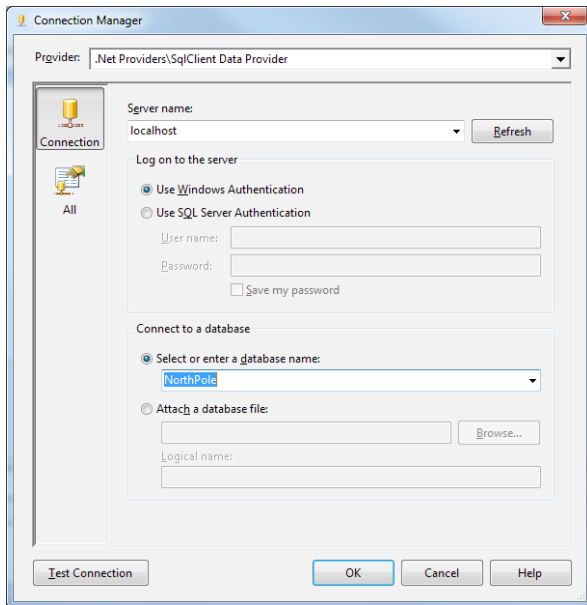 Connection Manager
Provider: .Net Providers\SqlClient Data Provider
Connection
All
Server name:
localhost Refresh
Log on to the server
Use Windows Authentication
Use SQL Server Authentication
User name:
Password:
Save my password
Connect to a database
Select or enter a database name:
NorthPole
Attach a database file:
Browse...
Logical name:
Test Connection OK Cancel Help